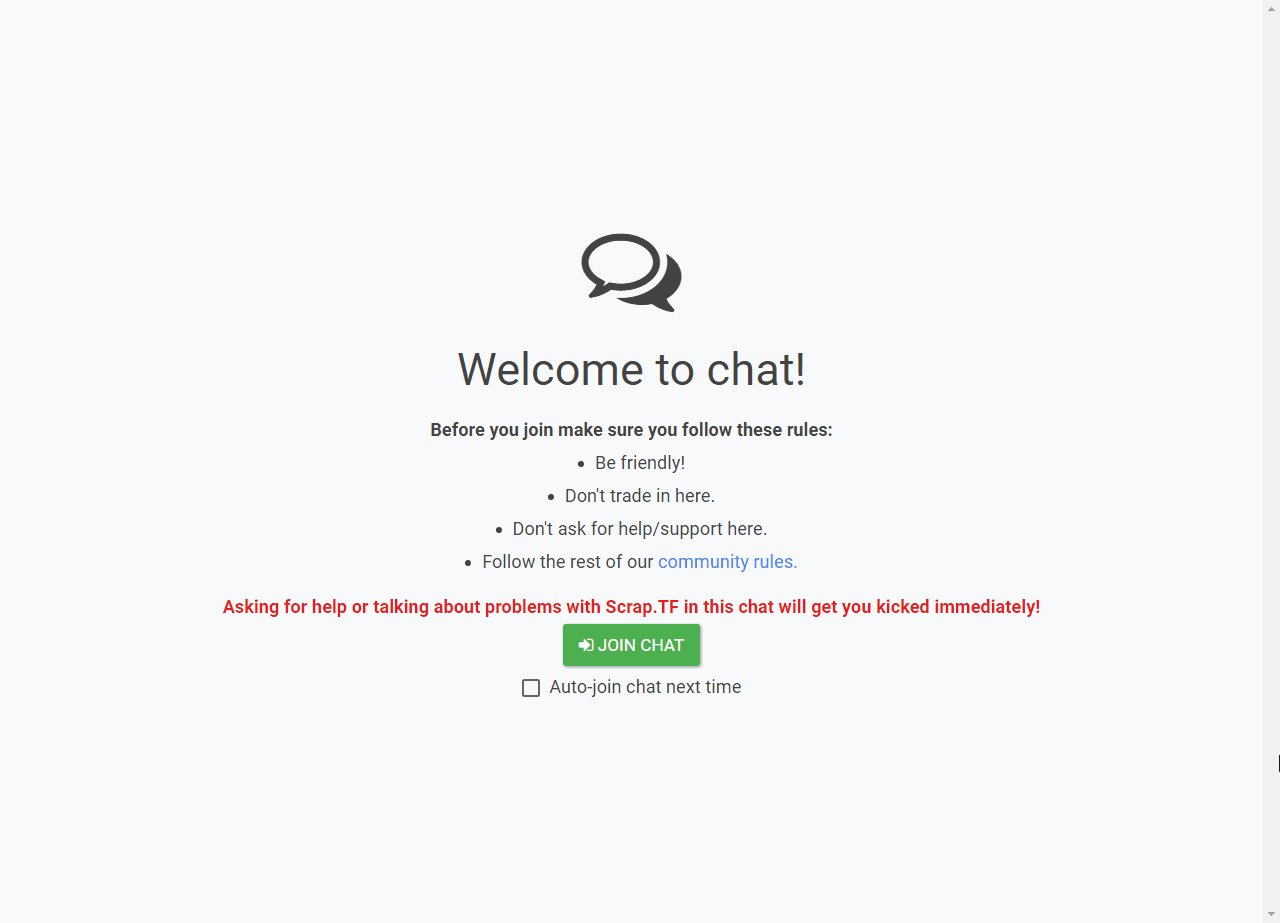 Welcome to chat!
Before you join make sure you follow these rules:
• Be friendly!
• Don't trade in here.
• Don't ask for help/support here.
• Follow the rest of our community rules.
Asking for help or talking about problems with Scrap.TF in this chat will get you kicked immediately!
JOIN CHAT
Auto-join chat next time